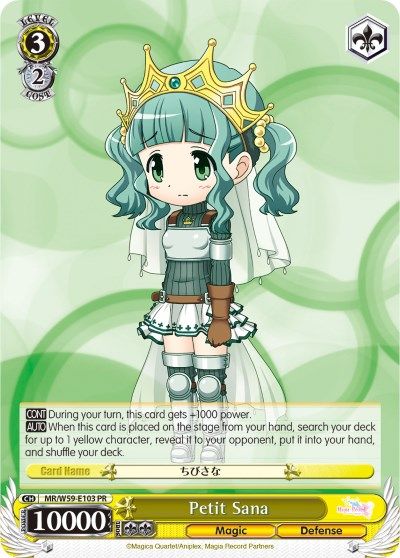 LEVEL
3
2
COST
CONT During your turn, this card gets +1000 power.
AUTO When this card is placed on the stage from your hand, search your deck
for up to 1 yellow character, reveal it to your opponent, put it into your hand,
and shuffle your deck.
Card Name
ちびさな
CH MR/W59-E103 PR
POWER 10000 SOUL
Petit Sana
Magic Defense
©Magica Quartet/Aniplex, Magia Record Partners